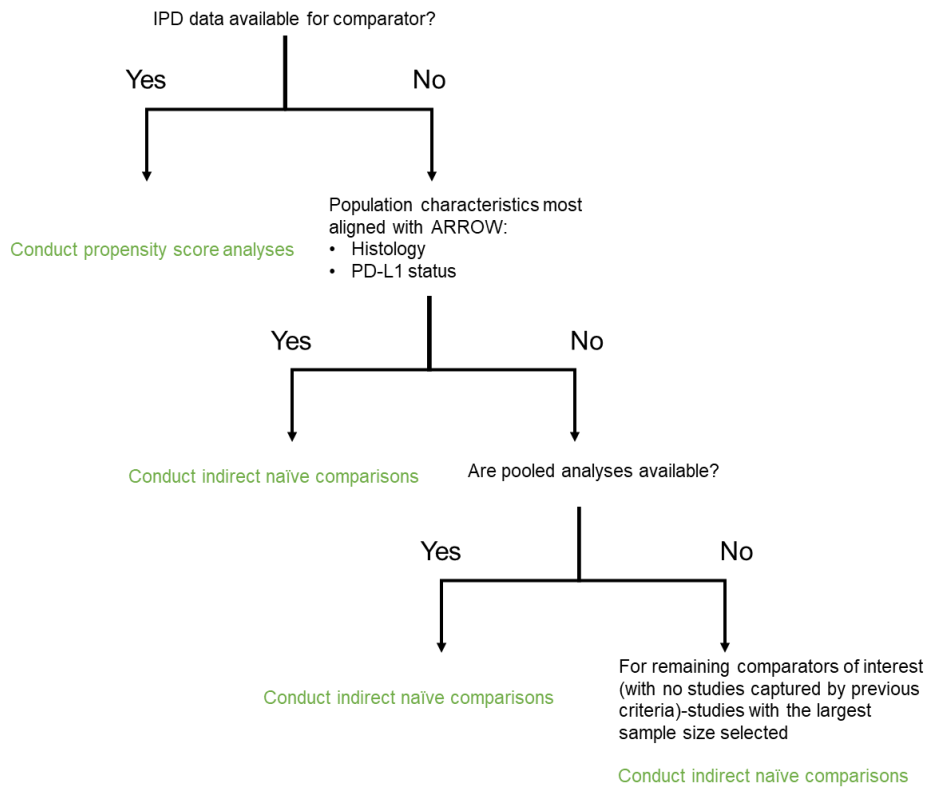 IPD data available for comparator?
Yes
No
Population characteristics most
aligned with ARROW:
• Histology
• PD-L1 status
Conduct propensity score analyses
Yes
No
Conduct indirect naïve comparisons
Are pooled analyses available?
Yes
No
Conduct indirect naïve comparisons
For remaining comparators of interest
(with no studies captured by previous
criteria)-studies with the largest
sample size selected
Conduct indirect naïve comparisons